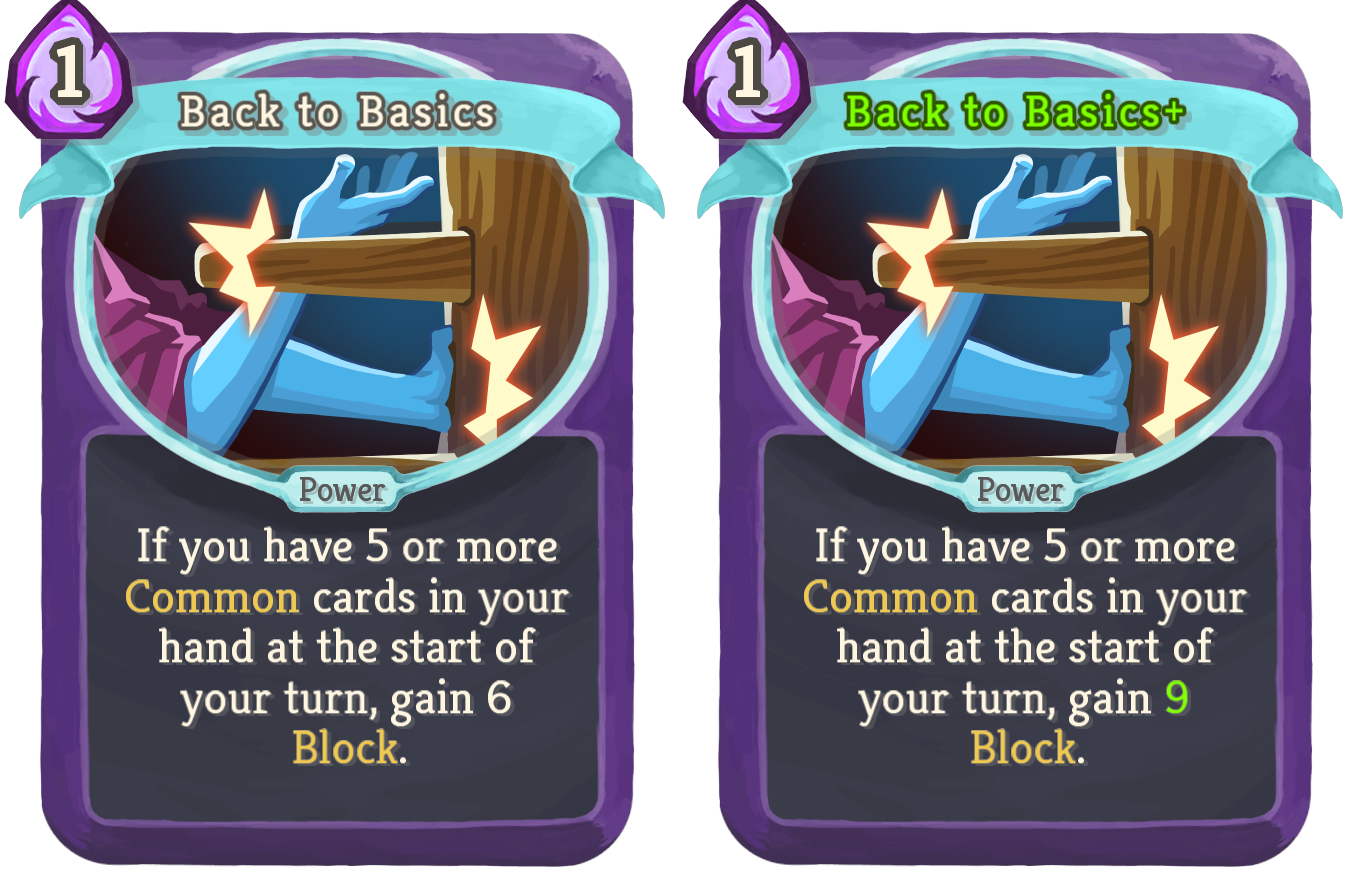 1
Back to Basics
Power
If you have 5 or more
Common cards in your
hand at the start of
your turn, gain 6
Block.
1
Back to Basics+
Power
If you have 5 or more
Common cards in your
hand at the start of
your turn, gain 9
Block.